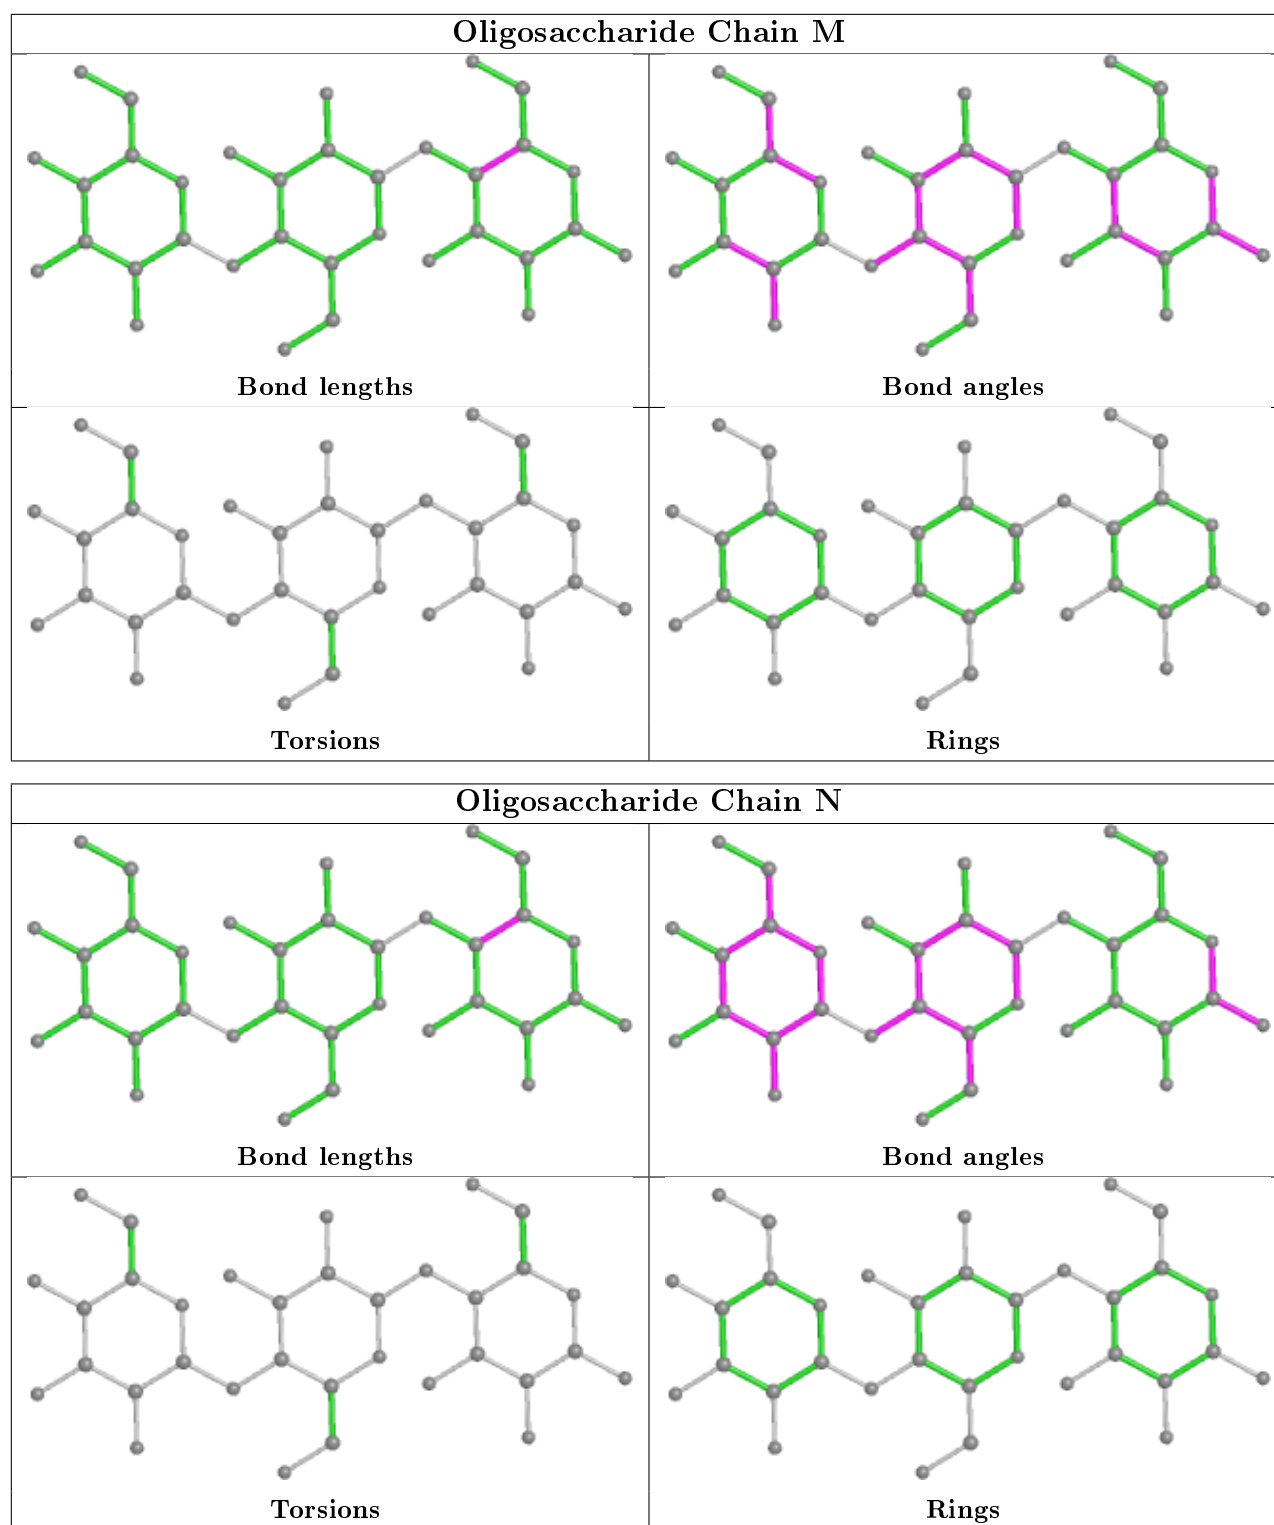 Oligosaccharide Chain M
Bond lengths
Bond angles
Torsions
Rings
Oligosaccharide Chain N
Bond lengths
Bond angles
Torsions
Rings